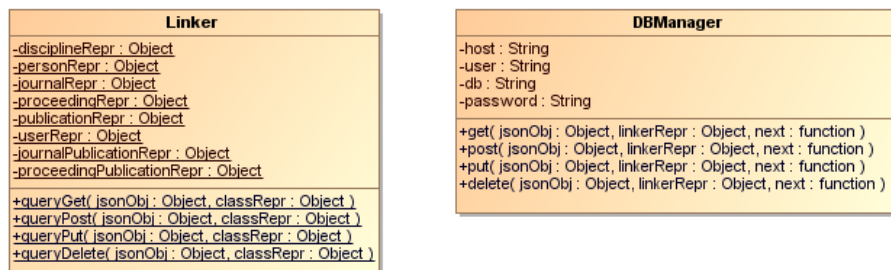 Linker
-disciplineRepr : Object
-personRepr : Object
-journalRepr : Object
-proceedingRepr : Object
-publicationRepr : Object
-userRepr : Object
-journalPublicationRepr : Object
-proceedingPublicationRepr : Object
+queryGet( jsonObj : Object, classRepr : Object )
+queryPost( jsonObj : Object, classRepr : Object )
+queryPut( jsonObj : Object, classRepr : Object )
+queryDelete( jsonObj : Object, classRepr : Object )
DBManager
-host : String
-user : String
-db : String
-password : String
+get( jsonObj : Object, linkerRepr : Object, next : function )
+post( jsonObj : Object, linkerRepr : Object, next : function )
+put( jsonObj : Object, linkerRepr : Object, next : function )
+delete( jsonObj : Object, linkerRepr : Object, next : function )